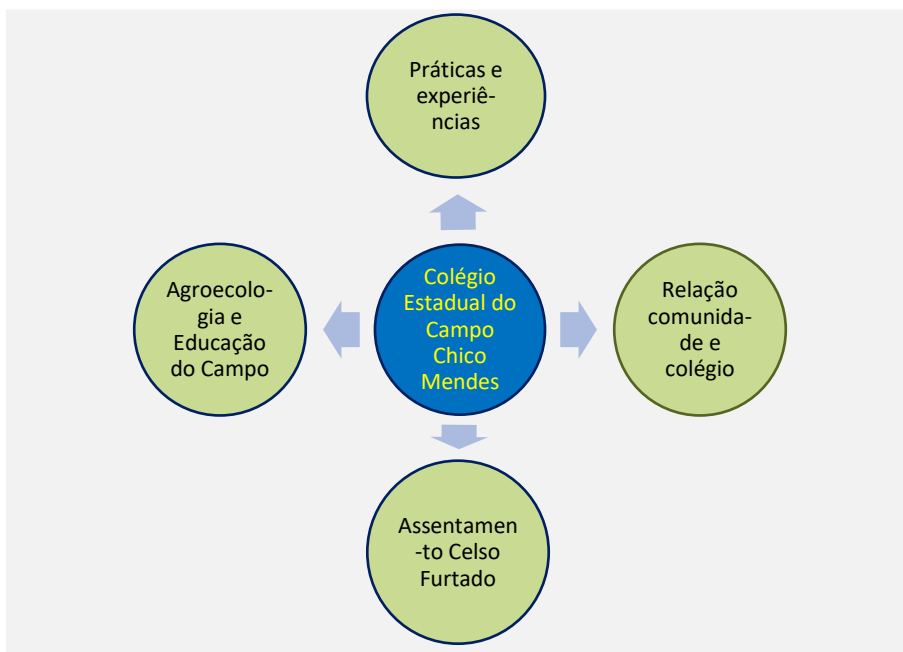 Práticas e
experiê-
ncias
Agroecolo-
gia e
Educação
do Campo
Colégio
Estadual do
Campo
Chico
Mendes
Relação
comunida-
de e
colégio
Assentamen
-to Celso
Furtado